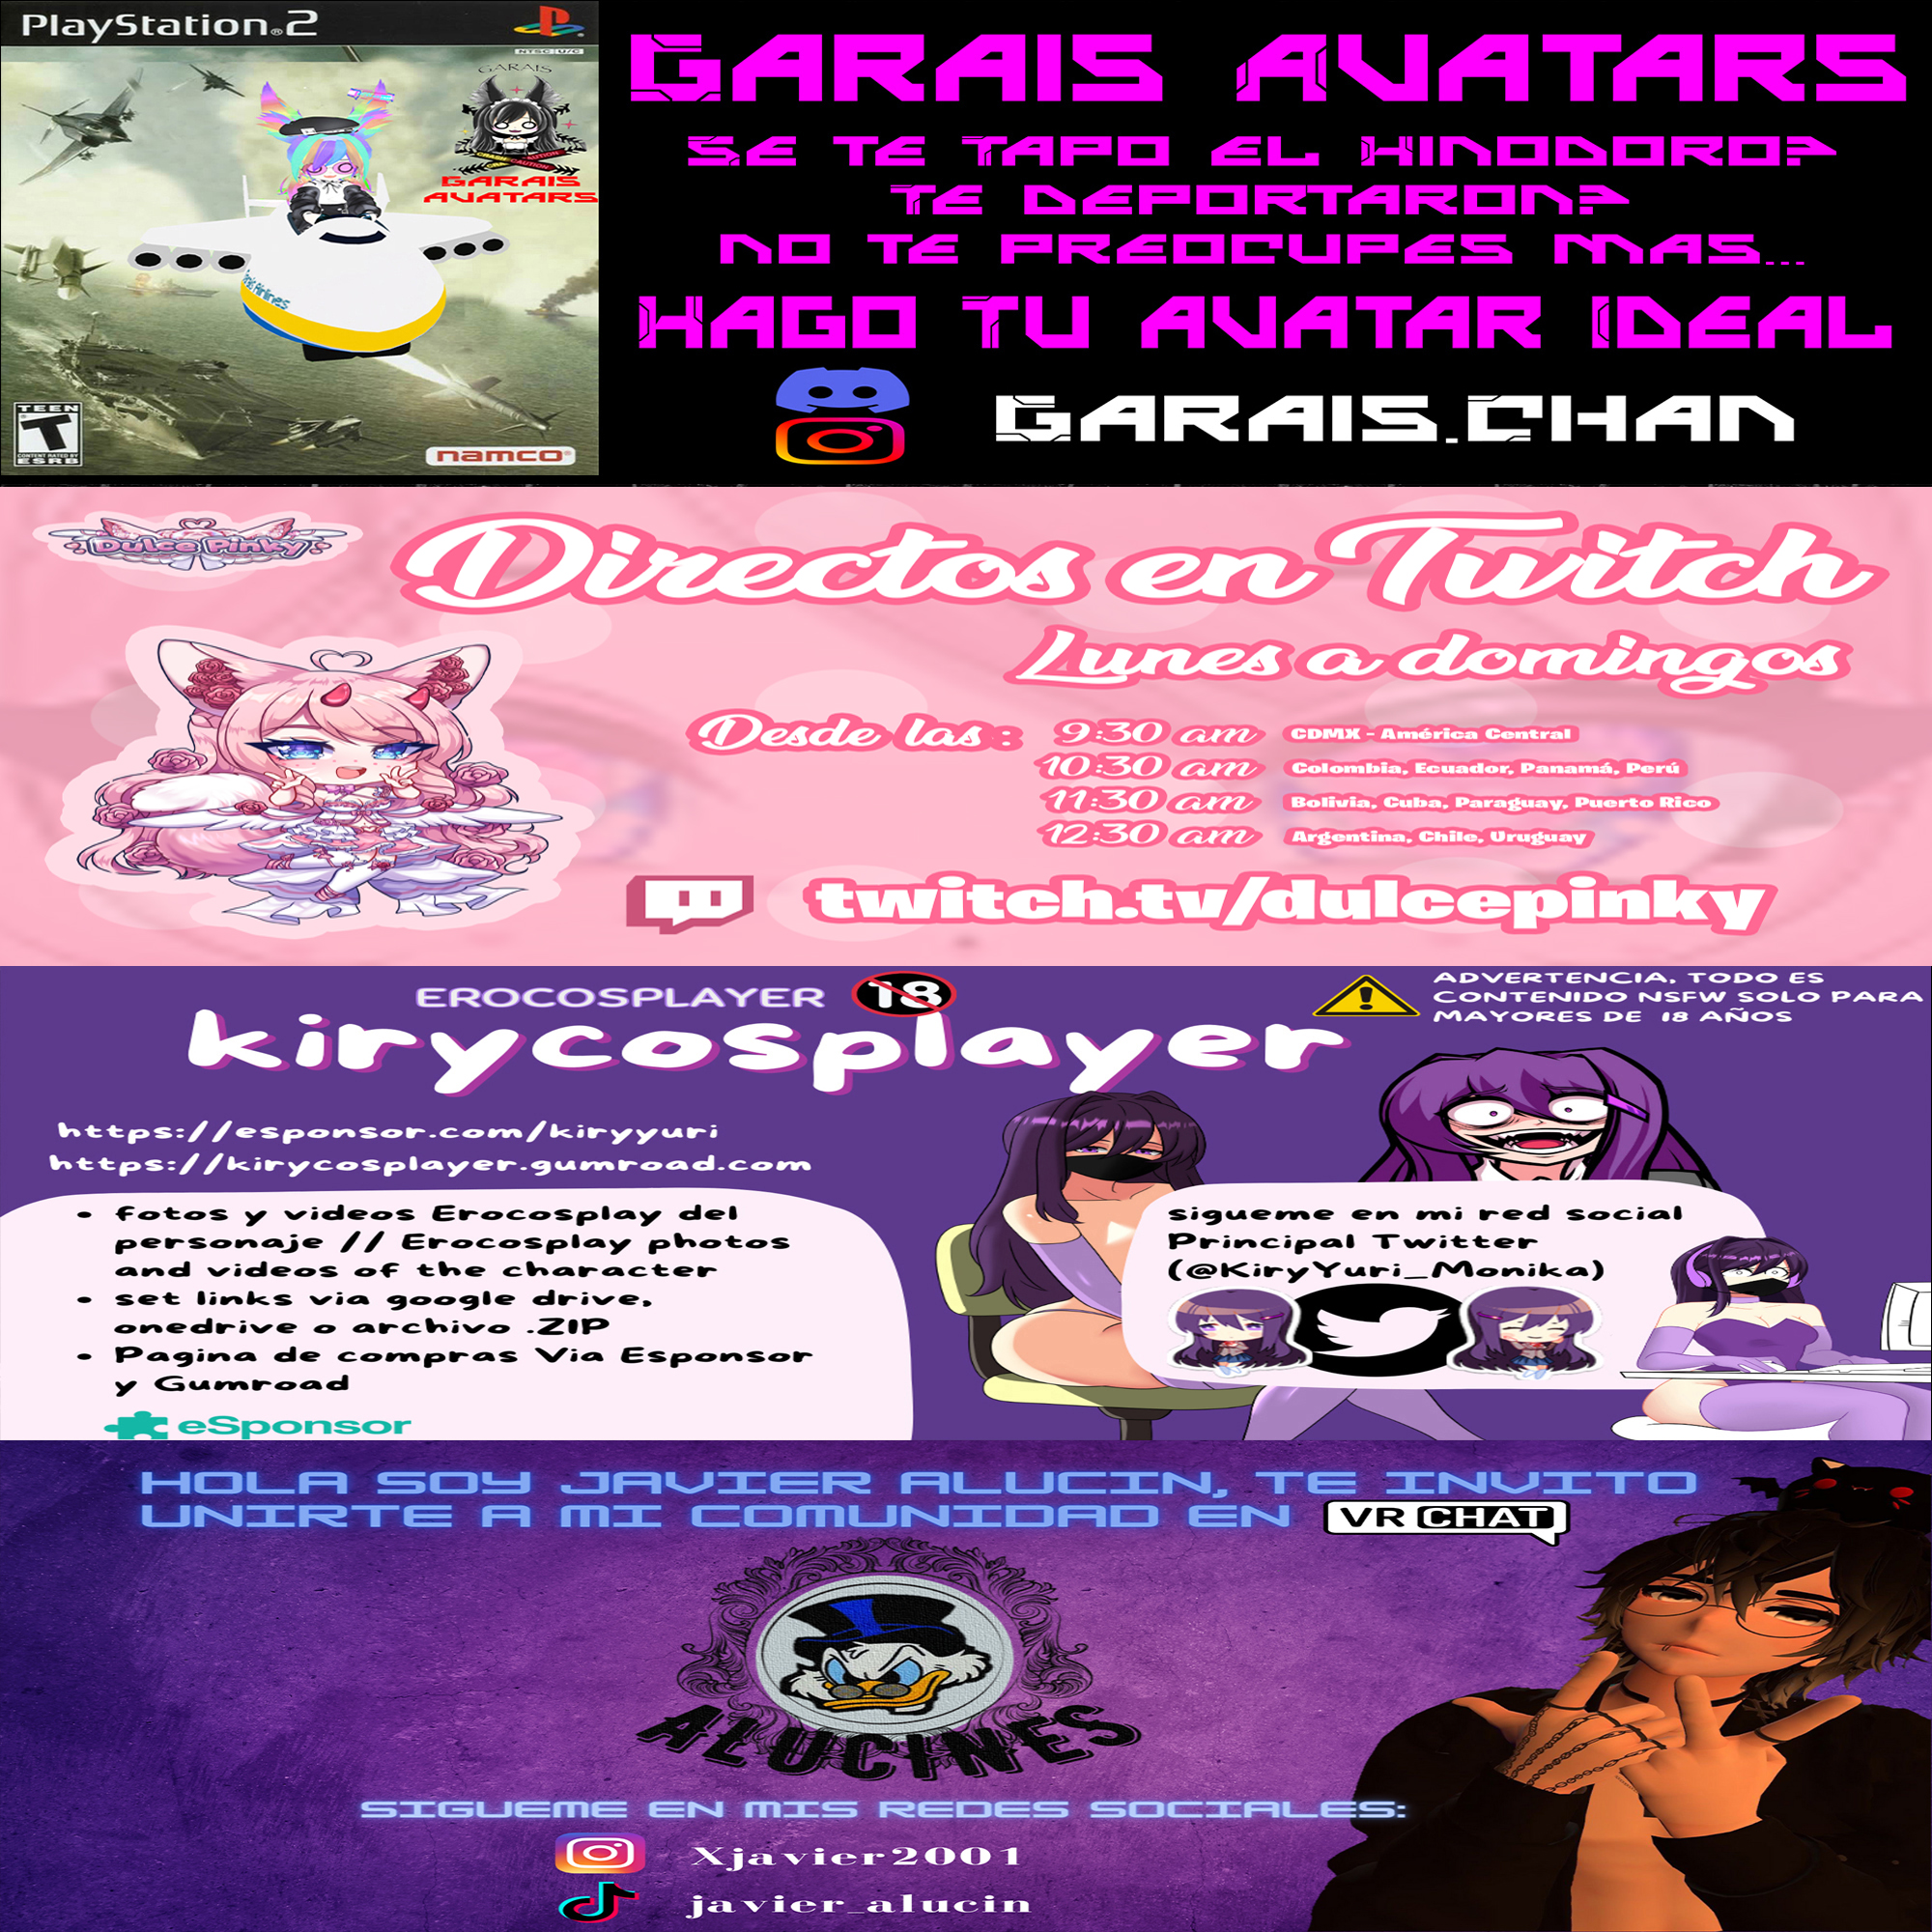 PlayStation®2
NTSC U/C
GARAIS
GARAIS
AVATARS
TEEN
T
CONTENT RATED BY
ESRB
namco®
GARAIS AVATARS
SE TE TAPO EL HINODORO?
TE DEPORTARON?
NO TE PREOCUPES MAS...
HAGO TU AVATAR IDEAL
GARAIS.CHAN
Dulce Pinky
Directos en Twitch
Lunes a domingos
Desde las: 9:30 am CDMX - América Central
10:30 am Colombia, Ecuador, Panamá, Perú
11:30 am Bolivia, Cuba, Paraguay, Puerto Rico
12:30 am Argentina, Chile, Uruguay
twitch.tv/dulcepinky
EROCOSPLAYER 18
kirycosplayer
ADVERTENCIA, TODO ES
CONTENIDO NSFW SOLO PARA
MAYORES DE 18 AÑOS
https://esponsor.com/kiryyuri
https://kirycosplayer.gumroad.com
• fotos y videos Erocosplay del
personaje // Erocosplay photos
and videos of the character
• set links via google drive,
onedrive o archivo .ZIP
• Pagina de compras Via Esponsor
y Gumroad
eSponsor
sigueme en mi red social
Principal Twitter
(@KiryYuri_Monika)
HOLA SOY JAVIER ALUCIN, TE INVITO
UNIRTE A MI COMUNIDAD EN VRCHAT
ALUCINES
SIGUEME EN MIS REDES SOCIALES:
Xjavier2001
javier_alucin